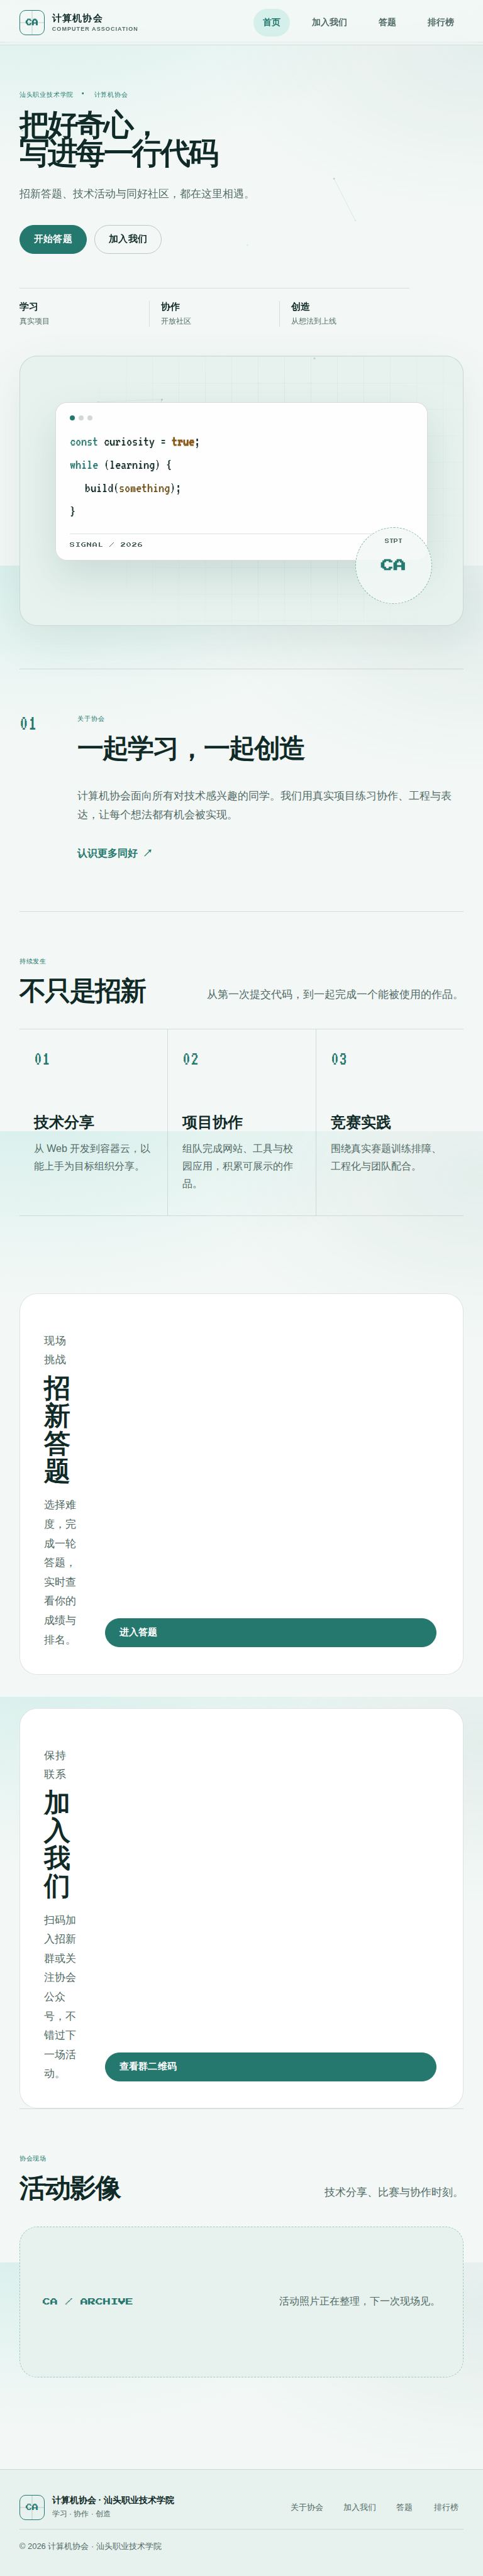 CA
计算机协会
COMPUTER ASSOCIATION
首页
加入我们
答题
排行榜
汕头职业技术学院 • 计算机协会
把好奇心，
写进每一行代码
招新答题、技术活动与同好社区，都在这里相遇。
开始答题
加入我们
学习
真实项目
协作
开放社区
创造
从想法到上线
const curiosity = true;
while (learning) {
build(something);
}
SIGNAL / 2026
STPT
CA
01
关于协会
一起学习，一起创造
计算机协会面向所有对技术感兴趣的同学。我们用真实项目练习协作、工程与表
达，让每个想法都有机会被实现。
认识更多同好 ↗
持续发生
不只是招新
从第一次提交代码，到一起完成一个能被使用的作品。
01
技术分享
从 Web 开发到容器云，以
能上手为目标组织分享。
02
项目协作
组队完成网站、工具与校
园应用，积累可展示的作
品。
03
竞赛实践
围绕真实赛题训练排障、
工程化与团队配合。
现场
挑战
招
新
答
题
选择难
度，完
成一轮
答题，
实时查
看你的
成绩与
排名。
进入答题
保持
联系
加
入
我
们
扫码加
入招新
群或关
注协会
公众
号，不
错过下
一场活
动。
查看群二维码
协会现场
活动影像
技术分享、比赛与协作时刻。
CA / ARCHIVE
活动照片正在整理，下一次现场见。
CA
计算机协会 · 汕头职业技术学院
学习 · 协作 · 创造
关于协会
加入我们
答题
排行榜
© 2026 计算机协会 · 汕头职业技术学院